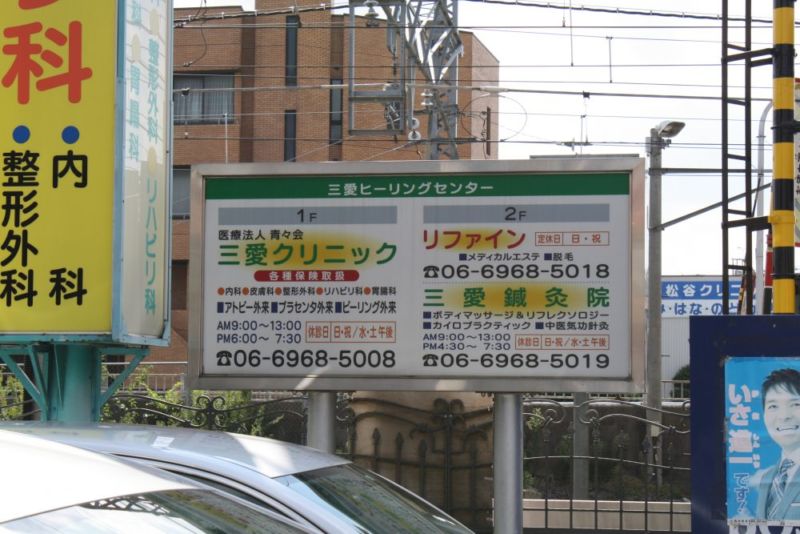 科
●内科
●整形外科
整形外科
胃腸科
リハビリ科
三愛ヒーリングセンター
1F
医療法人 青々会
三愛クリニック
各種保険取扱
●内科●皮膚科●整形外科●リハビリ科●胃腸科
■アトピー外来■プラセンタ外来■ピーリング外来
AM9:00～13:00
PM6:00～ 7:30
休診日 日・祝/水・土午後
☎06-6968-5008
2F
リファイン 定休日 日・祝
■メディカルエステ ■脱毛
☎06-6968-5018
三愛鍼灸院
■ボディマッサージ&リフレクソロジー
■カイロプラクティック ■中医気功針灸
AM9:00～13:00
PM4:30～ 7:30
休診日 日・祝/水・土午後
☎06-6968-5019
松谷クリニ
み・はな・のど
いさ進一
です!